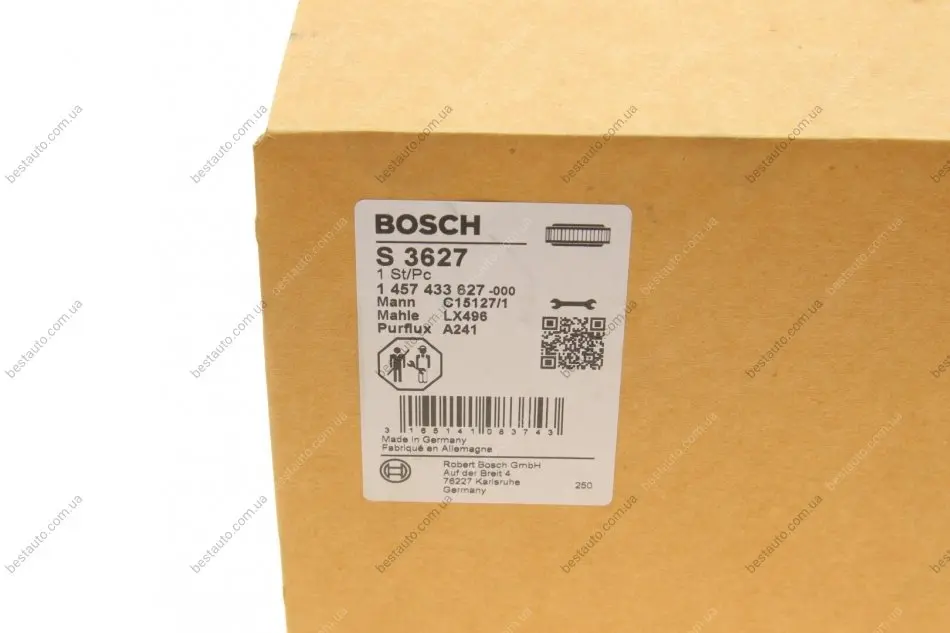 BOSCH
S 3627
1 St/Pc
1 457 433 627 -000
Mann C15127/1
Mahle LX496
Purflux A241
3 165141 083743
Made in Germany
Fabriqué en Allemagne
Robert Bosch GmbH
Auf der Breit 4
76227 Karlsruhe
Germany
250
bestauto.com.ua